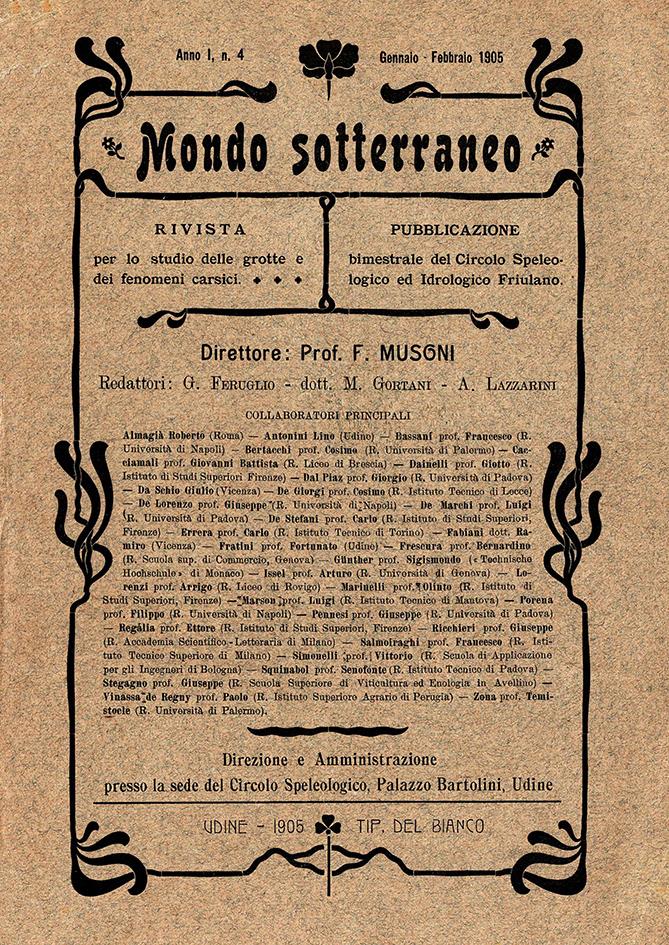 Anno I, n. 4
Gennaio - Febbraio 1905
Mondo sotterraneo
RIVISTA
per lo studio delle grotte e
dei fenomeni carsici.
PUBBLICAZIONE
bimestrale del Circolo Speleo-
logico ed Idrologico Friulano.
Direttore: Prof. F. MUSONI
Redattori: G. FERUGLIO - dott. M. GORTANI - A. LAZZARINI
COLLABORATORI PRINCIPALI
Almagià Roberto (Roma) — Antonini Lino (Udine) — Bassani prof. Francesco (R.
Università di Napoli) — Bertacchi prof. Cosimo (R. Università di Palermo) — Cac-
ciamali prof. Giovanni Battista (R. Liceo di Brescia) — Dainelli prof. Giotto (R.
Istituto di Studi Superiori Firenze) — Dal Piaz prof. Giorgio (R. Università di Padova)
— Da Schio Giulio (Vicenza) — De Giorgi prof. Cosimo (R. Istituto Tecnico di Lecce)
— De Lorenzo prof. Giuseppe (R. Università di Napoli) — De Marchi prof. Luigi
(R. Università di Padova) — De Stefani prof. Carlo (R. Istituto di Studi Superiori,
Firenze) — Errera prof. Carlo (R. Istituto Tecnico di Torino) — Fabiani dott. Ra-
miro (Vicenza) — Fratini prof. Fortunato (Udine) — Frescura prof. Bernardino
(R. Scuola sup. di Commercio, Genova) — Günther prof. Sigismondo (« Technische
Hochschule » di Monaco) — Issel prof. Arturo (R. Università di Genova) — Lo-
renzi prof. Arrigo (R. Liceo di Rovigo) — Marinelli prof. Olinto (R. Istituto di
Studi Superiori, Firenze) — Marson prof. Luigi (R. Istituto Tecnico di Mantova) — Porena
prof. Filippo (R. Università di Napoli) — Pennesi prof. Giuseppe (R. Università di Padova)
— Regàlia prof. Ettore (R. Istituto di Studi Superiori, Firenze) — Ricchieri prof. Giuseppe
(R. Accademia Scientifico-Letteraria di Milano) — Salmoiraghi prof. Francesco (R. Isti-
tuto Tecnico Superiore di Milano) — Simonelli prof. Vittorio (R. Scuola di Applicazione
per gli Ingegneri di Bologna) — Squinabol prof. Senofonte (R. Istituto Tecnico di Padova) —
Stegagno prof. Giuseppe (R. Scuola Superiore di Viticultura ed Enologia in Avellino) —
Vinassa de Regny prof. Paolo (R. Istituto Superiore Agrario di Perugia) — Zona prof. Temi-
stocle (R. Università di Palermo).
Direzione e Amministrazione
presso la sede del Circolo Speleologico, Palazzo Bartolini, Udine
UDINE - 1905 TIP. DEL BIANCO